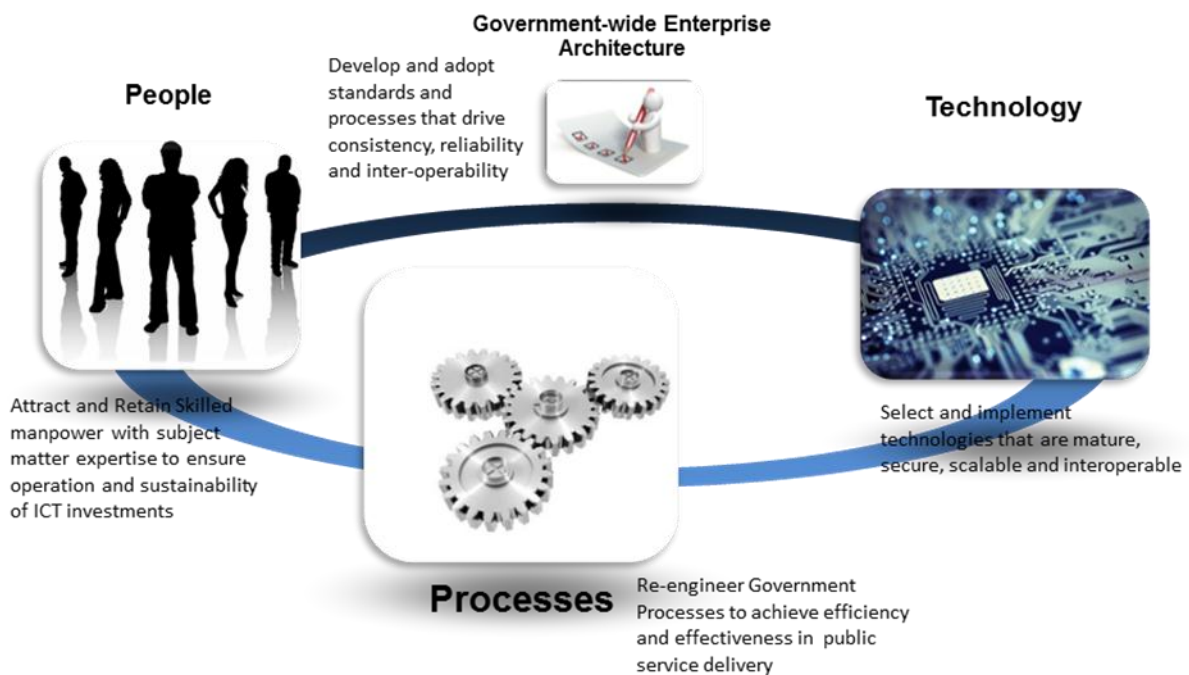 Government-wide Enterprise
Architecture
Develop and adopt
standards and
processes that drive
consistency, reliability
and inter-operability
People
Technology
Attract and Retain Skilled
manpower with subject
matter expertise to ensure
operation and sustainability
of ICT investments
Select and implement
technologies that are mature,
secure, scalable and interoperable
Processes
Re-engineer Government
Processes to achieve efficiency
and effectiveness in public
service delivery